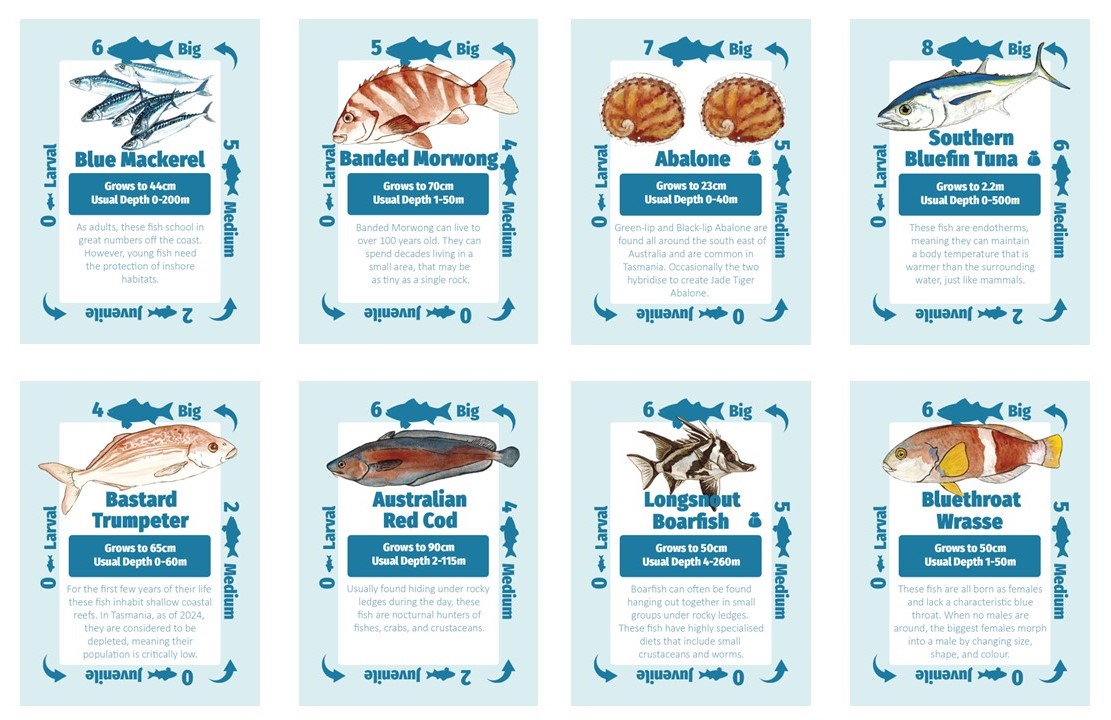 6 Big
Larval 0
5 Medium
Blue Mackerel
Grows to 44cm
Usual Depth 0-200m
As adults, these fish school in
great numbers off the coast.
However, young fish need
the protection of inshore
habitats.
Juvenile 2
5 Big
Larval 0
4 Medium
Banded Morwong
Grows to 70cm
Usual Depth 1-50m
Banded Morwong can live to
over 100 years old. They can
spend decades living in a
small area, that may be
as tiny as a single rock.
Juvenile 0
7 Big
Larval 0
5 Medium
Abalone
Grows to 23cm
Usual Depth 0-40m
Green-lip and Black-lip Abalone are
found all around the south east of
Australia and are common in
Tasmania. Occasionally the two
hybridise to create Jade Tiger
Abalone.
Juvenile 0
8 Big
Larval 0
6 Medium
Southern
Bluefin Tuna
Grows to 2.2m
Usual Depth 0-500m
These fish are endotherms,
meaning they can maintain
a body temperature that is
warmer than the surrounding
water, just like mammals.
Juvenile 2
4 Big
Larval 0
2 Medium
Bastard
Trumpeter
Grows to 65cm
Usual Depth 0-60m
For the first few years of their life
these fish inhabit shallow coastal
reefs. In Tasmania, as of 2024,
they are considered to be
depleted, meaning their
population is critically low.
Juvenile 0
6 Big
Larval 0
4 Medium
Australian
Red Cod
Grows to 90cm
Usual Depth 2-115m
Usually found hiding under rocky
ledges during the day, these
fish are nocturnal hunters of
fishes, crabs, and crustaceans.
Juvenile 2
6 Big
Larval 0
5 Medium
Longsnout
Boarfish
Grows to 50cm
Usual Depth 4-260m
Boarfish can often be found
hanging out together in small
groups under rocky ledges.
These fish have highly specialised
diets that include small
crustaceans and worms.
Juvenile 0
6 Big
Larval 0
5 Medium
Bluethroat
Wrasse
Grows to 50cm
Usual Depth 1-50m
These fish are all born as females
and lack a characteristic blue
throat. When no males are
around, the biggest females morph
into a male by changing size,
shape, and colour.
Juvenile 0